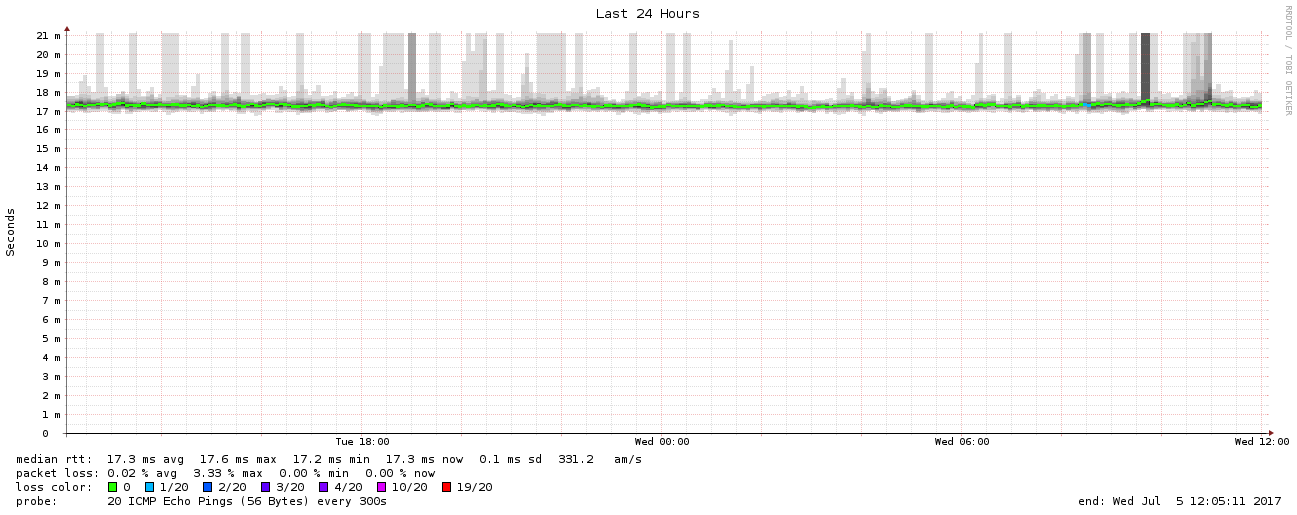 Last 24 Hours
RRDTOOL / TOBI OETIKER
Seconds
21 m
20 m
19 m
18 m
17 m
16 m
15 m
14 m
13 m
12 m
11 m
10 m
9 m
8 m
7 m
6 m
5 m
4 m
3 m
2 m
1 m
0
Tue 18:00 Wed 00:00 Wed 06:00 Wed 12:00
median rtt: 17.3 ms avg 17.6 ms max 17.2 ms min 17.3 ms now 0.1 ms sd 331.2 am/s
packet loss: 0.02 % avg 3.33 % max 0.00 % min 0.00 % now
loss color: 0 1/20 2/20 3/20 4/20 10/20 19/20
probe: 20 ICMP Echo Pings (56 Bytes) every 300s end: Wed Jul 5 12:05:11 2017